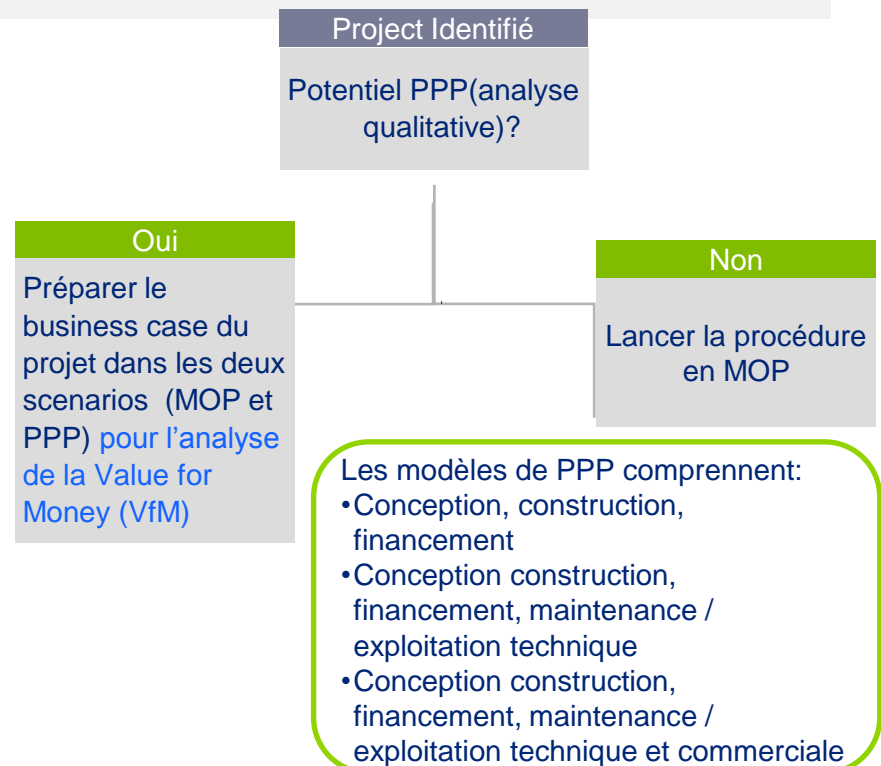 Project Identifié
Potentiel PPP(analyse
qualitative)?
Oui
Préparer le
business case du
projet dans les deux
scenarios (MOP et
PPP) pour l’analyse
de la Value for
Money (VfM)
Non
Lancer la procédure
en MOP
Les modèles de PPP comprennent:
•Conception, construction,
financement
•Conception construction,
financement, maintenance /
exploitation technique
•Conception construction,
financement, maintenance /
exploitation technique et commerciale